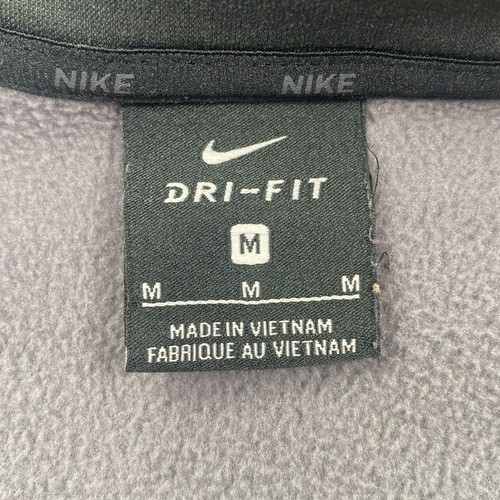 NIKE NIKE
DRI-FIT
M
M M M
MADE IN VIETNAM
FABRIQUE AU VIETNAM